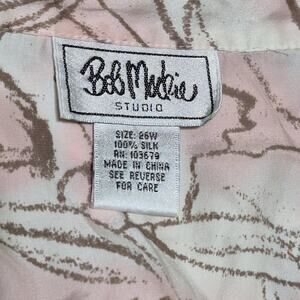 Bob Mackie
STUDIO
SIZE: 26W
100% SILK
RN: 103679
MADE IN CHINA
SEE REVERSE
FOR CARE